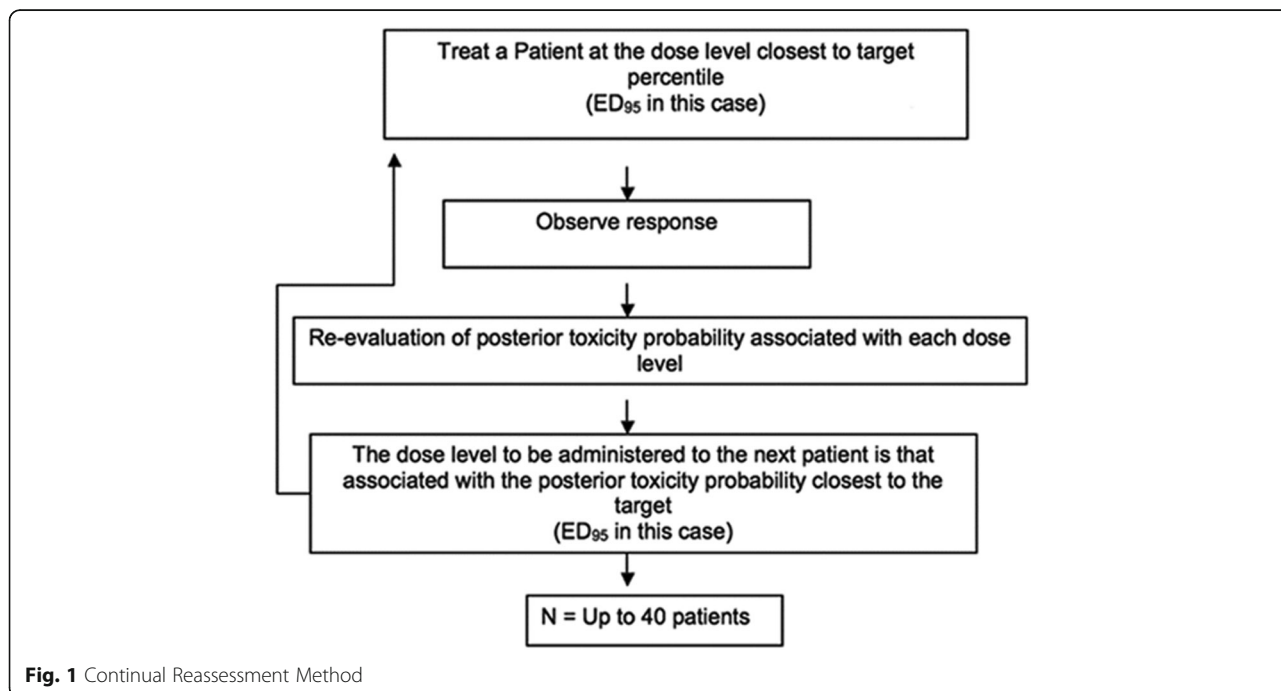 Treat a Patient at the dose level closest to target
percentile
(ED₉₅ in this case)
Observe response
Re-evaluation of posterior toxicity probability associated with each dose
level
The dose level to be administered to the next patient is that
associated with the posterior toxicity probability closest to the
target
(ED₉₅ in this case)
N = Up to 40 patients
Fig. 1 Continual Reassessment Method